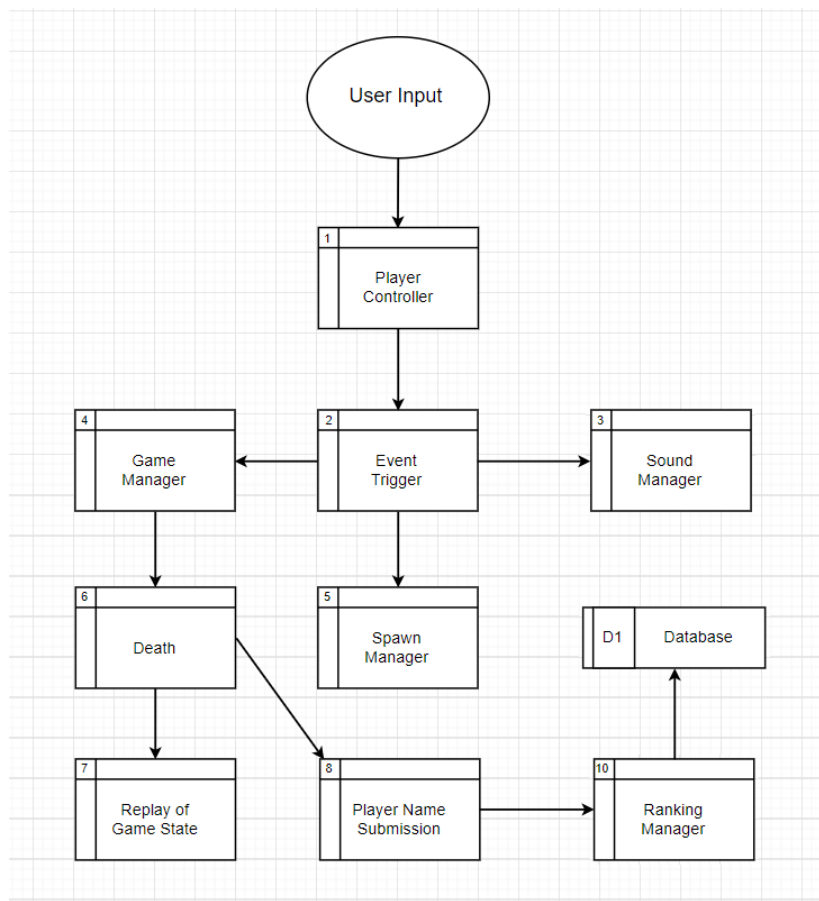 User Input
1
Player
Controller
4
Game
Manager
2
Event
Trigger
3
Sound
Manager
6
Death
5
Spawn
Manager
D1
Database
7
Replay of
Game State
8
Player Name
Submission
10
Ranking
Manager